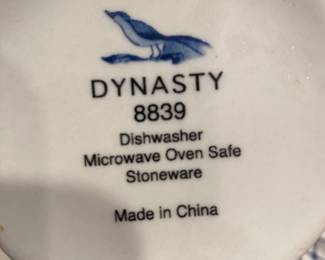 DYNASTY
8839
Dishwasher
Microwave Oven Safe
Stoneware
Made in China